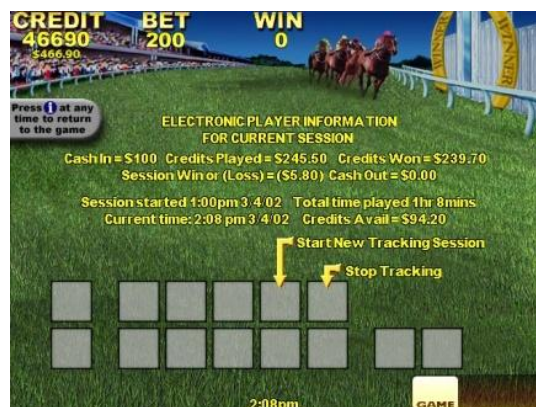 CREDIT BET WIN
46690 200 0
$466.90
WINNER WINNER
Press i at any
time to return
to the game
ELECTRONIC PLAYER INFORMATION
FOR CURRENT SESSION
Cash In = $100 Credits Played = $245.50 Credits Won = $239.70
Session Win or (Loss) = ($5.80) Cash Out = $0.00
Session started 1:00pm 3/4/02 Total time played 1hr 8mins
Current time: 2:08 pm 3/4/02 Credits Avail = $94.20
Start New Tracking Session
Stop Tracking
2:08pm
GAME